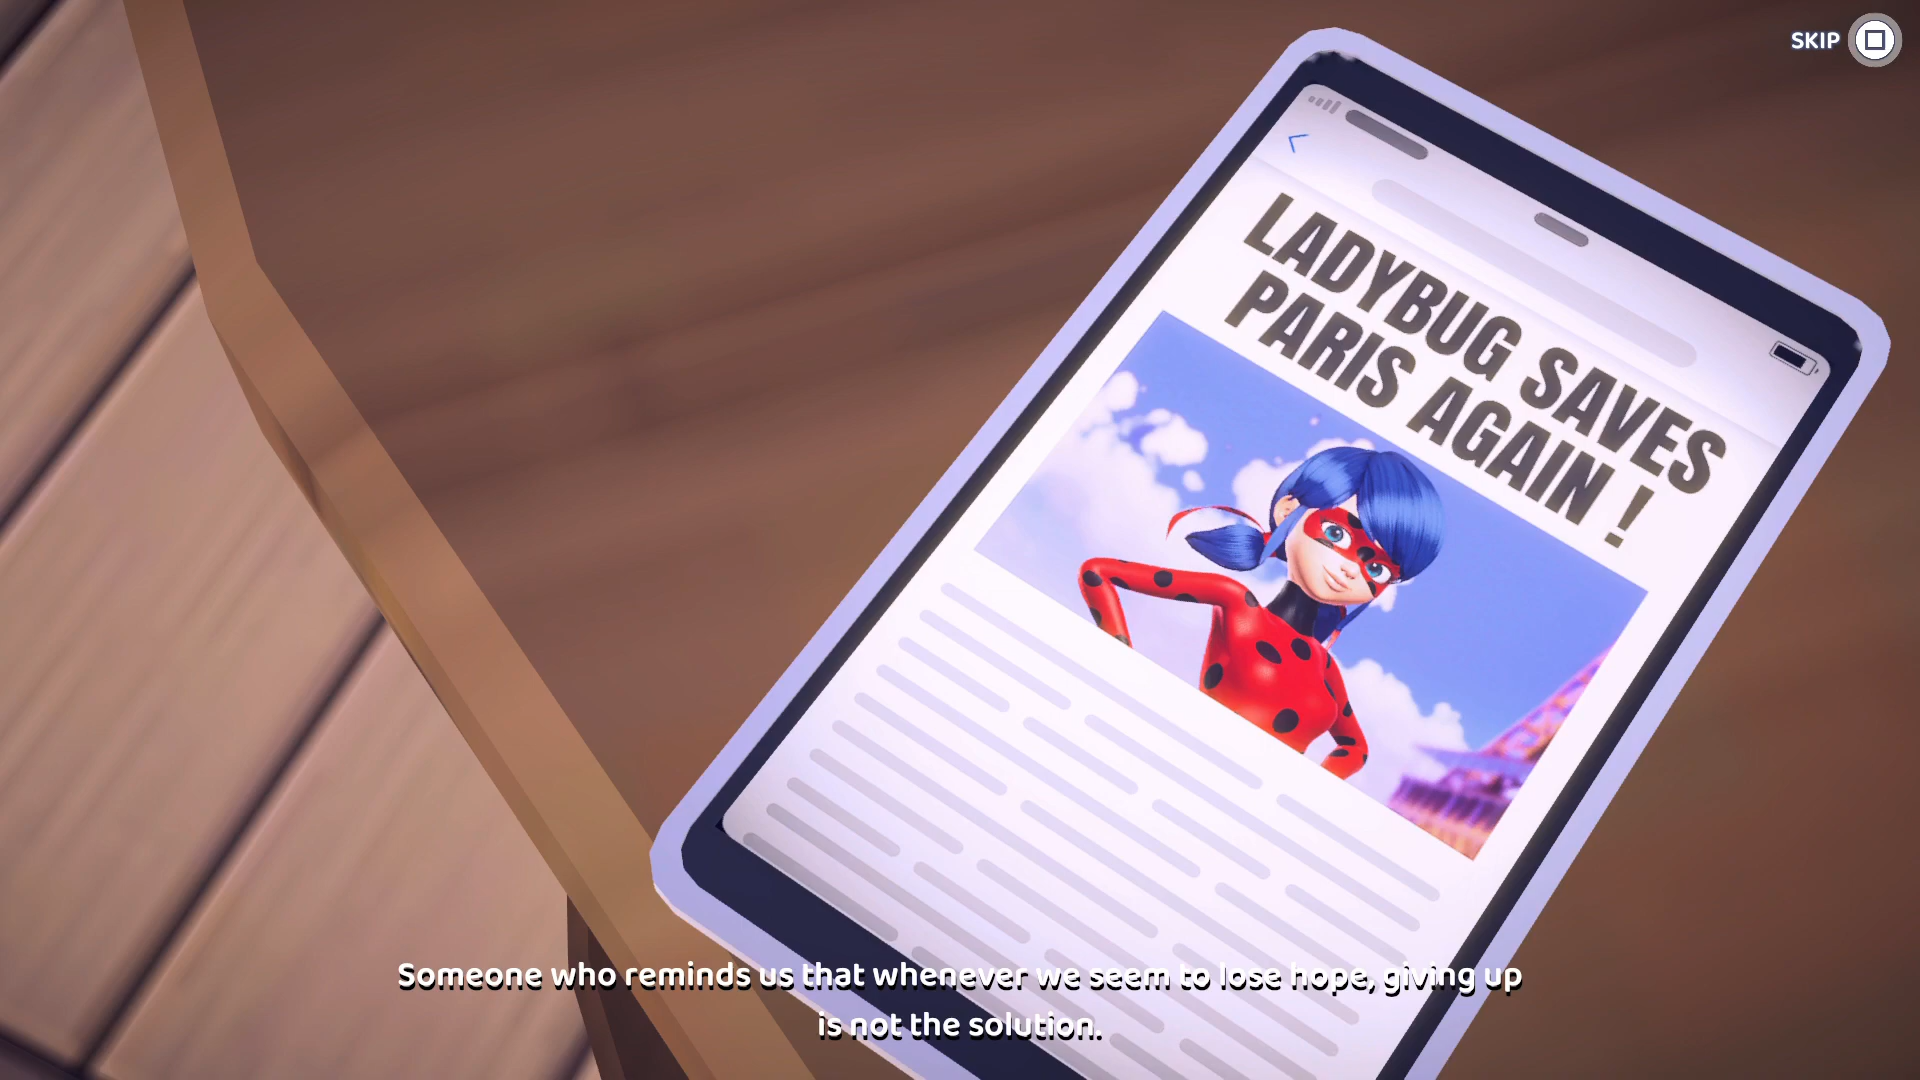 SKIP
LADYBUG SAVES
PARIS AGAIN !
Someone who reminds us that whenever we seem to lose hope, giving up
is not the solution.